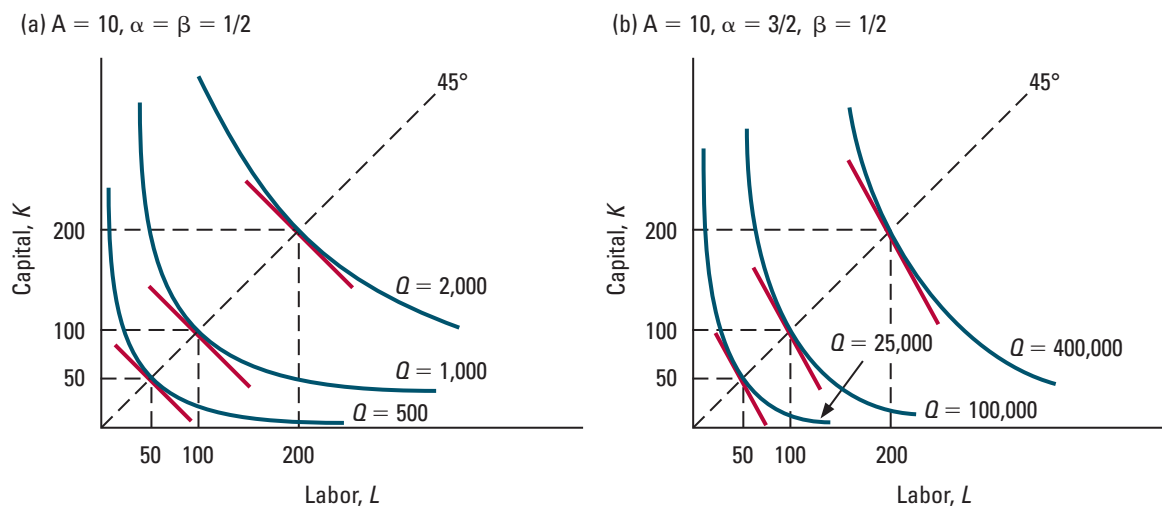 (a) A = 10, α = β = 1/2
45°
Capital, K
200
100
50
Q = 2,000
Q = 1,000
Q = 500
50 100 200
Labor, L
(b) A = 10, α = 3/2, β = 1/2
45°
Capital, K
200
100
50
Q = 25,000
Q = 400,000
Q = 100,000
50 100 200
Labor, L